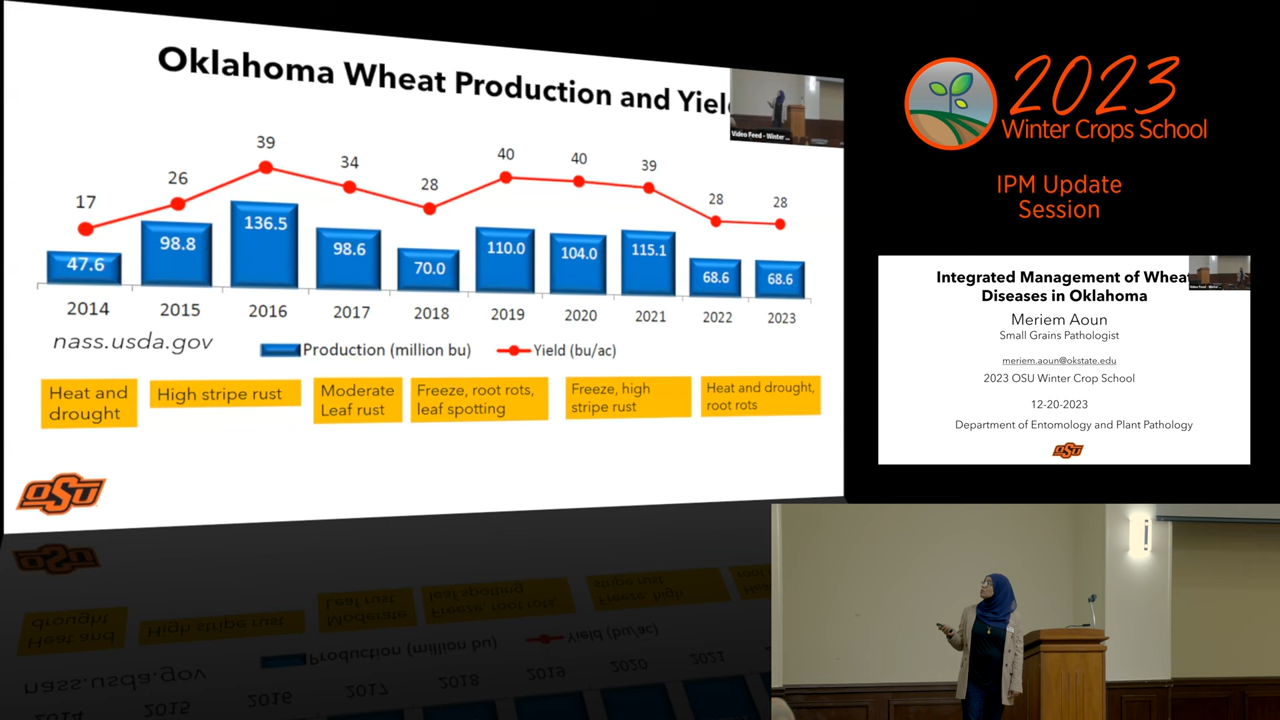 Oklahoma Wheat Production and Yiel
Video Feed - Winter ...
17
26
39
34
28
40
40
39
28
28
47.6
98.8
136.5
98.6
70.0
110.0
104.0
115.1
68.6
68.6
2014
2015
2016
2017
2018
2019
2020
2021
2022
2023
nass.usda.gov
Production (million bu)
Yield (bu/ac)
Heat and
drought
High stripe rust
Moderate
Leaf rust
Freeze, root rots,
leaf spotting
Freeze, high
stripe rust
Heat and drought,
root rots
OSU
2023
Winter Crops School
IPM Update
Session
Integrated Management of Wheat
Diseases in Oklahoma
Meriem Aoun
Small Grains Pathologist
meriem.aoun@okstate.edu
2023 OSU Winter Crop School
12-20-2023
Department of Entomology and Plant Pathology
OSU